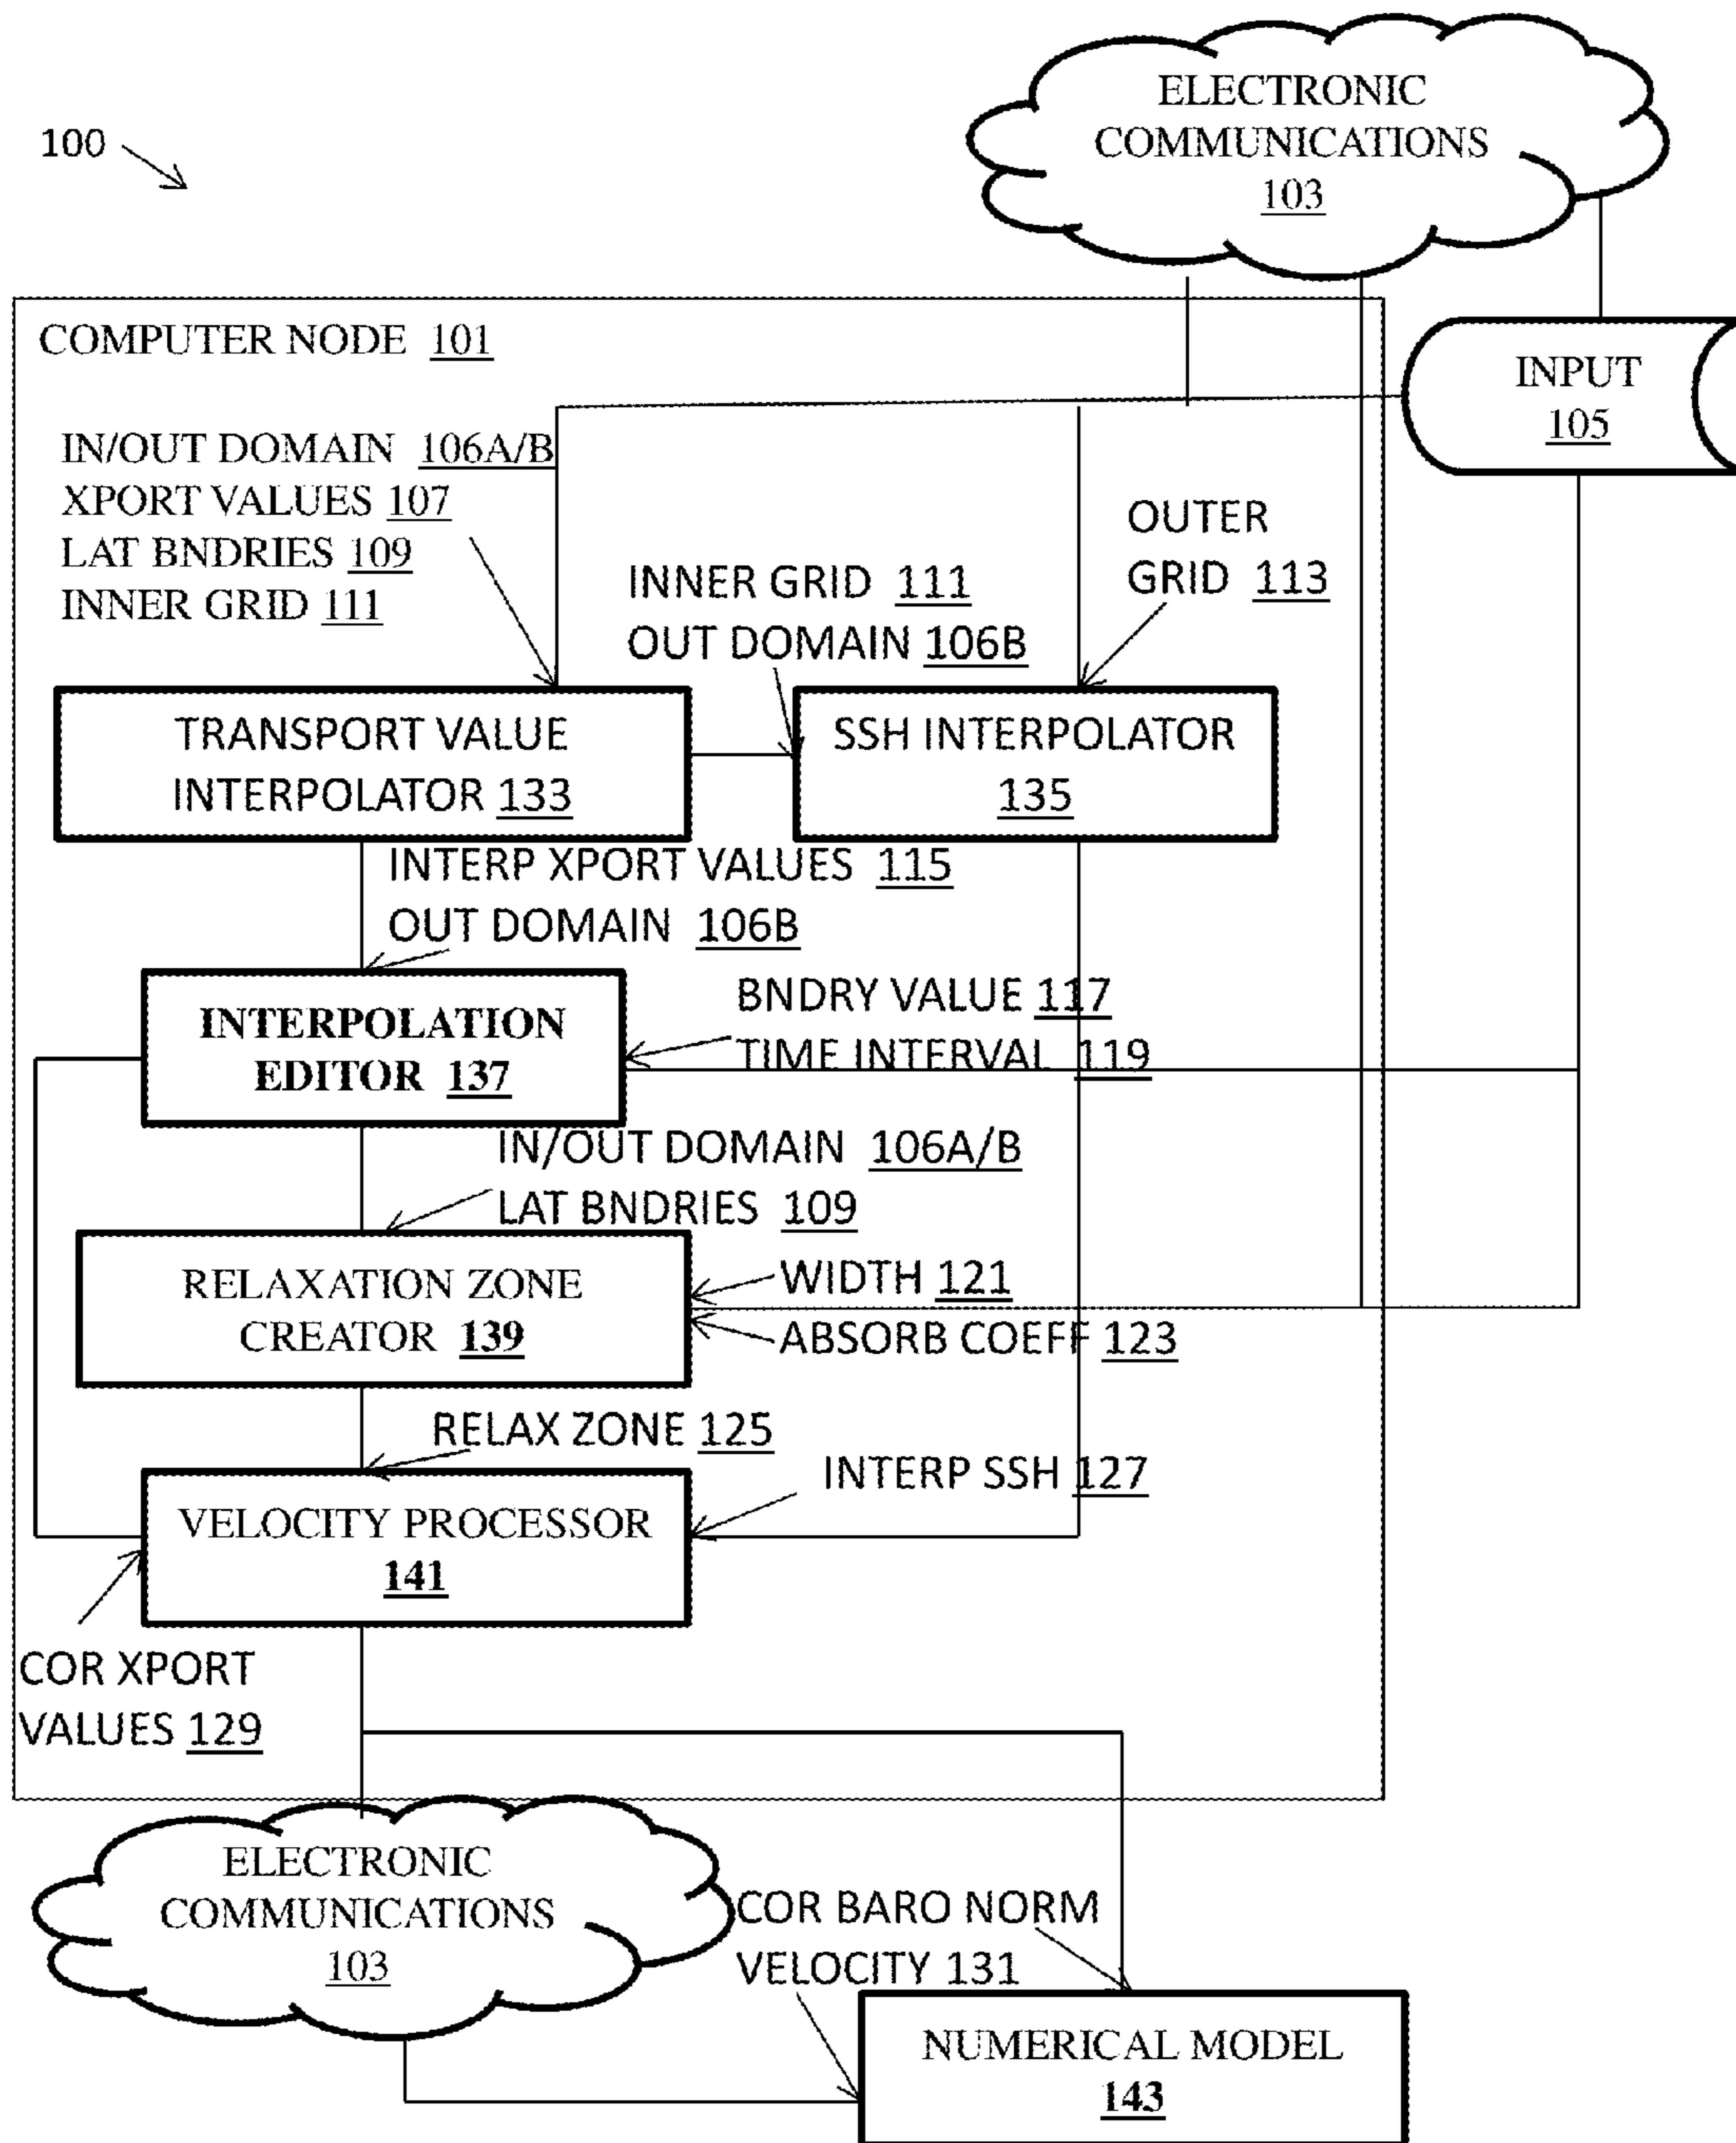 ELECTRONIC
COMMUNICATIONS
103
100
COMPUTER NODE 101
INPUT
105
IN/OUT DOMAIN 106A/B
XPORT VALUES 107
LAT BNDRIES 109
INNER GRID 111
OUTER
GRID 113
INNER GRID 111
OUT DOMAIN 106B
TRANSPORT VALUE
INTERPOLATOR 133
SSH INTERPOLATOR
135
INTERP XPORT VALUES 115
OUT DOMAIN 106B
INTERPOLATION
EDITOR 137
BNDRY VALUE 117
TIME INTERVAL 119
IN/OUT DOMAIN 106A/B
LAT BNDRIES 109
RELAXATION ZONE
CREATOR 139
WIDTH 121
ABSORB COEFF 123
RELAX ZONE 125
INTERP SSH 127
VELOCITY PROCESSOR
141
COR XPORT
VALUES 129
ELECTRONIC
COMMUNICATIONS
103
COR BARO NORM
VELOCITY 131
NUMERICAL MODEL
143